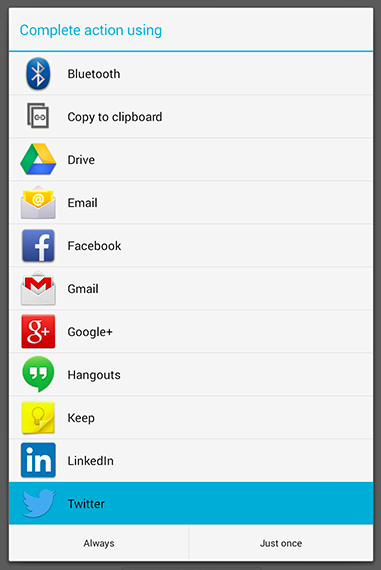 Complete action using
Bluetooth
Copy to clipboard
Drive
Email
Facebook
Gmail
Google+
Hangouts
Keep
LinkedIn
Twitter
Always Just once